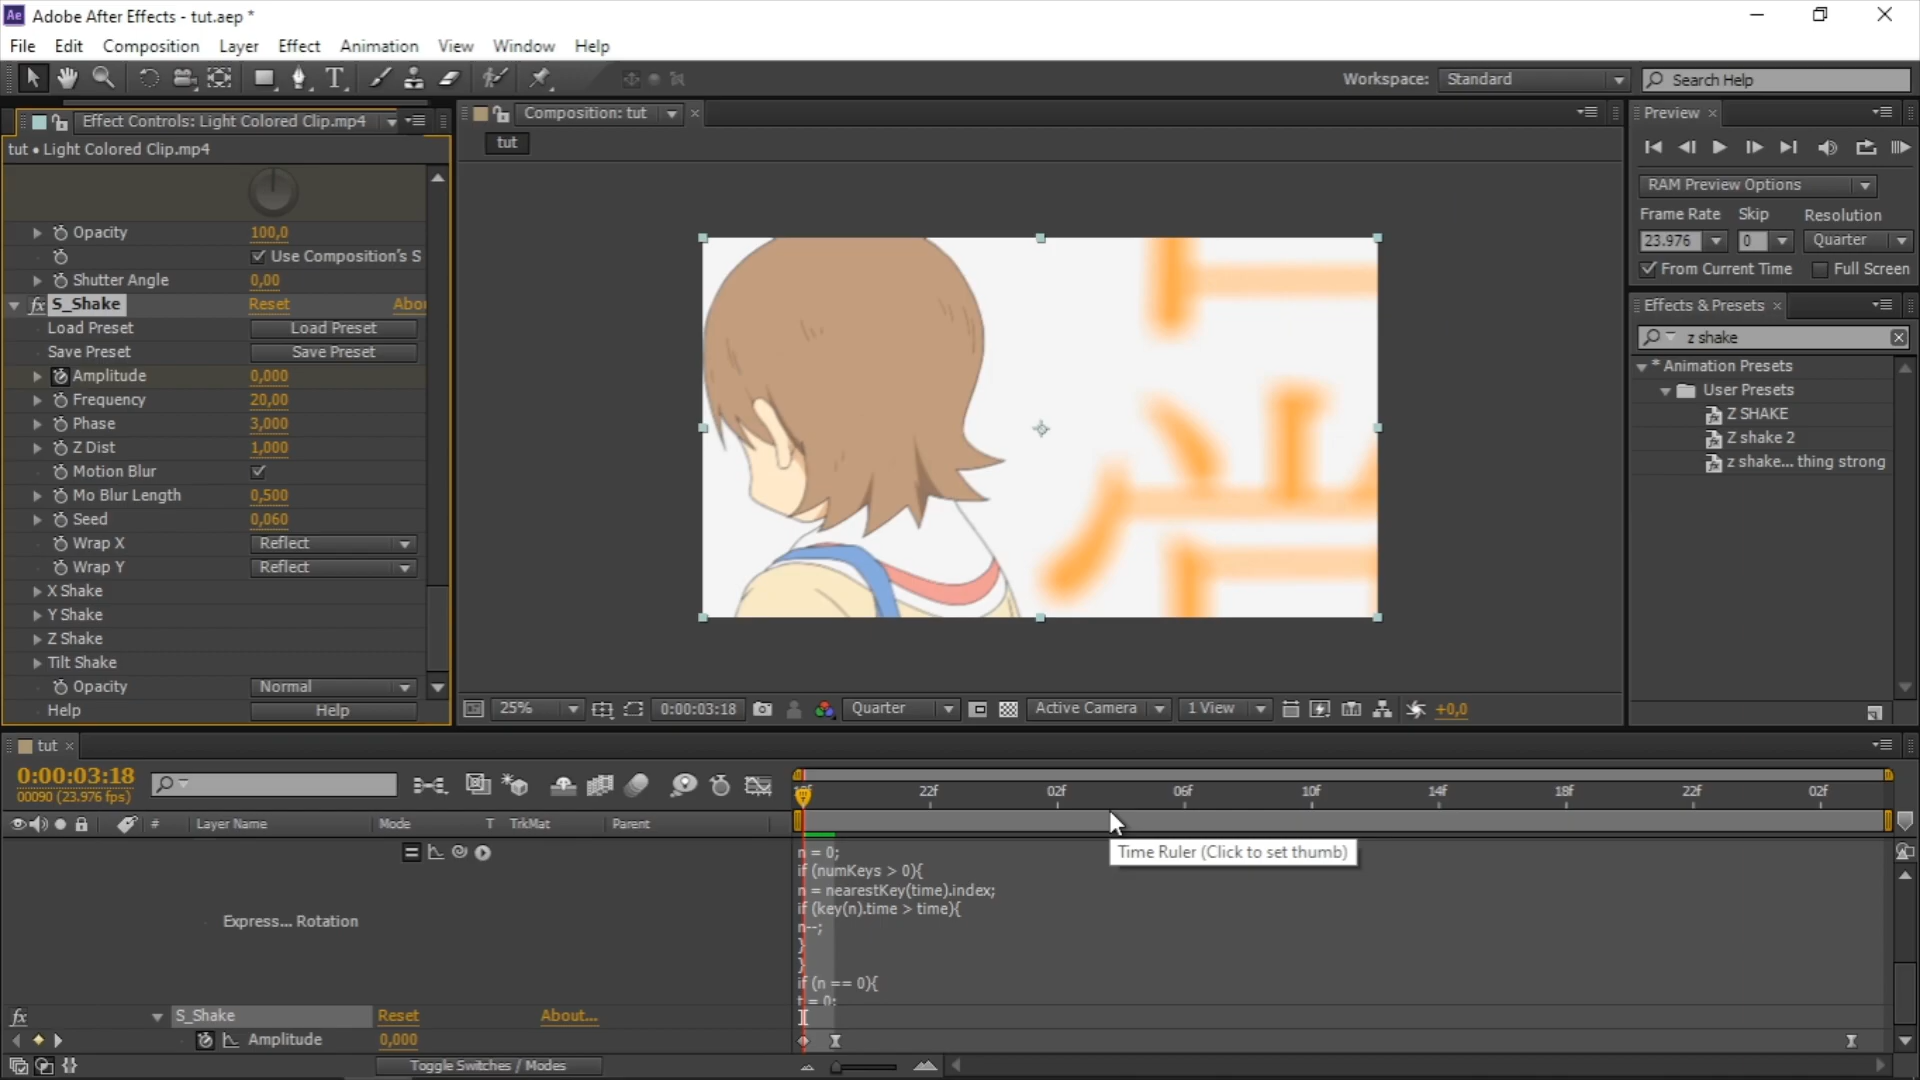 Ae Adobe After Effects - tut.aep *
File Edit Composition Layer Effect Animation View Window Help
Workspace: Standard Search Help
Effect Controls: Light Colored Clip.mp4
Composition: tut
Preview
tut • Light Colored Clip.mp4
tut
RAM Preview Options
Frame Rate Skip Resolution
23.976 0 Quarter
From Current Time Full Screen
Opacity 100,0
Use Composition's S
Shutter Angle 0,00
fx S_Shake Reset Abou
Load Preset Load Preset
Save Preset Save Preset
Amplitude 0,000
Frequency 20,00
Phase 3,000
Z Dist 1,000
Motion Blur
Mo Blur Length 0,500
Seed 0,060
Wrap X Reflect
Wrap Y Reflect
X Shake
Y Shake
Z Shake
Tilt Shake
Opacity Normal
Help Help
Effects & Presets
z shake
* Animation Presets
User Presets
Z SHAKE
Z shake 2
z shake... thing strong
25% 0:00:03:18 Quarter Active Camera 1 View +0,0
tut
0:00:03:18
00090 (23.976 fps)
22f 02f 06f 10f 14f 18f 22f 02f
# Layer Name Mode T TrkMat Parent
Time Ruler (Click to set thumb)
Express... Rotation
n = 0;
if (numKeys > 0){
n = nearestKey(time).index;
if (key(n).time > time){
n--;
}
}
if (n == 0){
t = 0;
fx S_Shake Reset About...
Amplitude 0,000
Toggle Switches / Modes